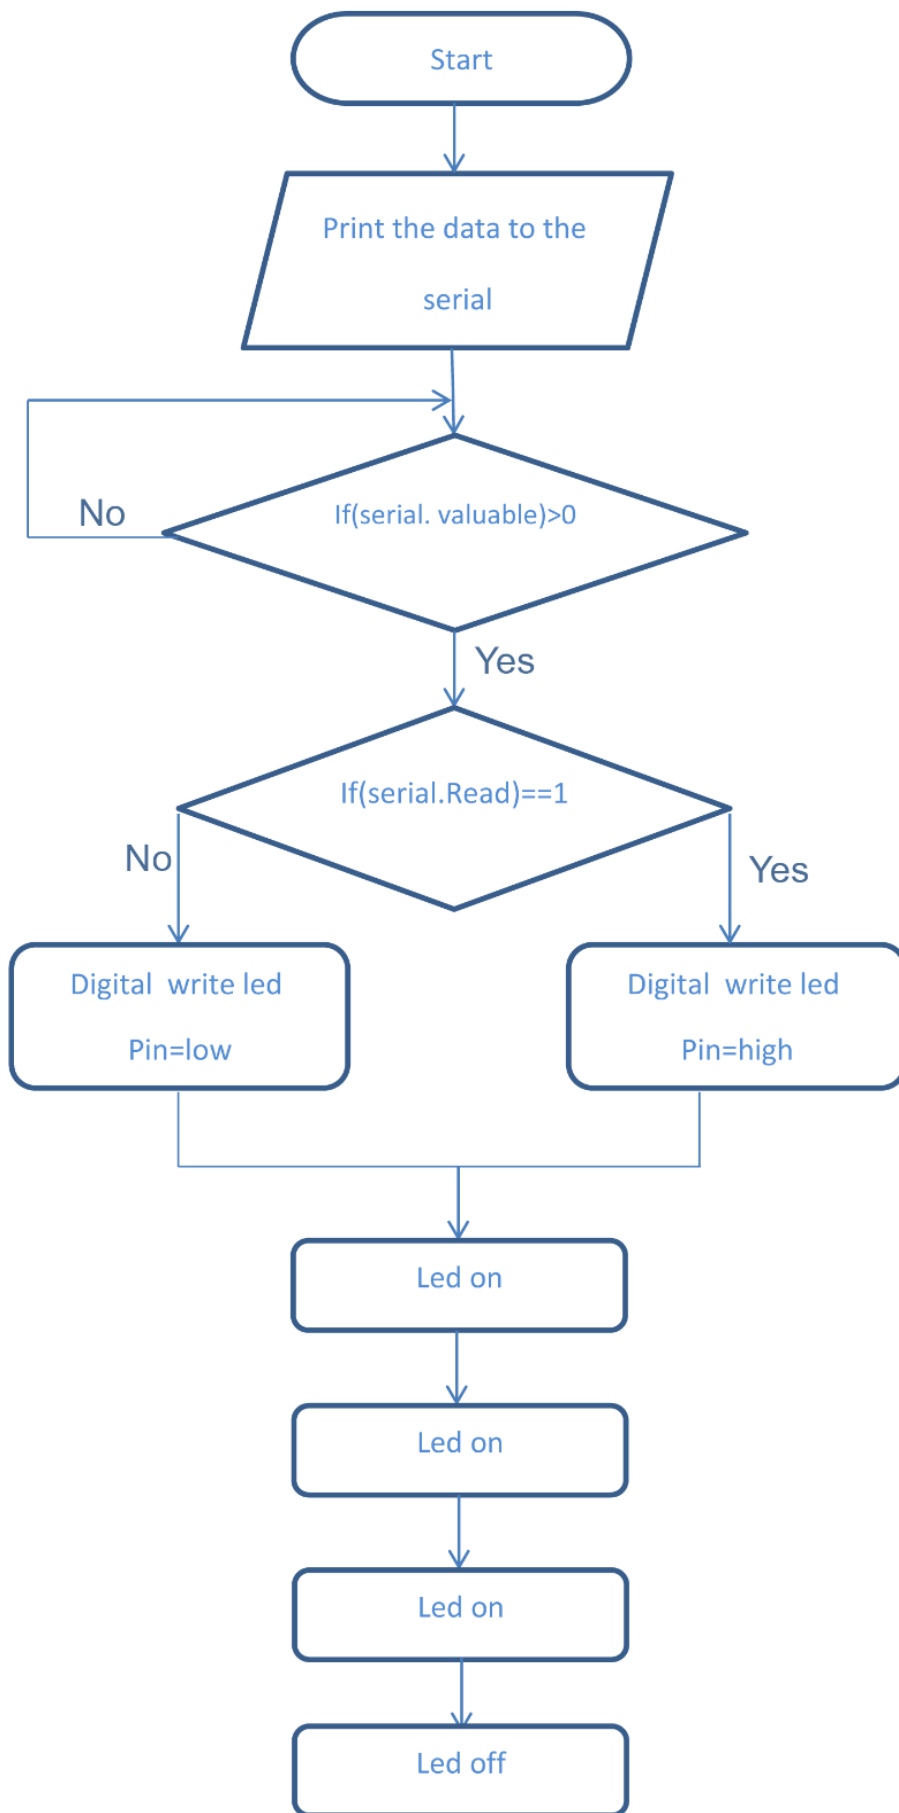 Start
Print the data to the
serial
If(serial. valuable)>0
No
Yes
If(serial.Read)==1
No
Yes
Digital  write led
Pin=low
Digital  write led
Pin=high
Led on
Led on
Led on
Led off